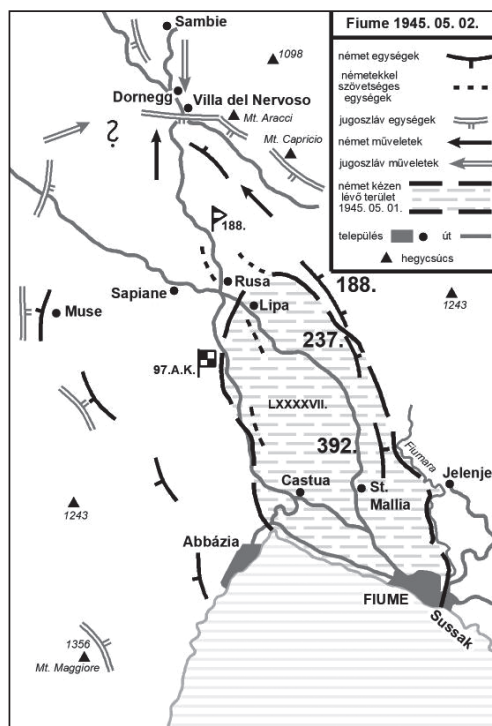 Fiume 1945. 05. 02.
német egységek
németekkel
szövetséges
egységek
jugoszláv egységek
német műveletek
jugoszláv műveletek
német kézen
lévő terület
1945. 05. 01.
település út
hegycsúcs
Sambie
1098
Dornegg
Villa del Nervoso
Mt. Aracci
?
Mt. Capricio
188.
Rusa
188.
Sapiane
Lipa
1243
Muse
237.
97.A.K.
LXXXXVII.
392.
Fiumara
Castua
St.
Mallia
Jelenje
1243
Abbázia
FIUME
Sussak
1356
Mt. Maggiore